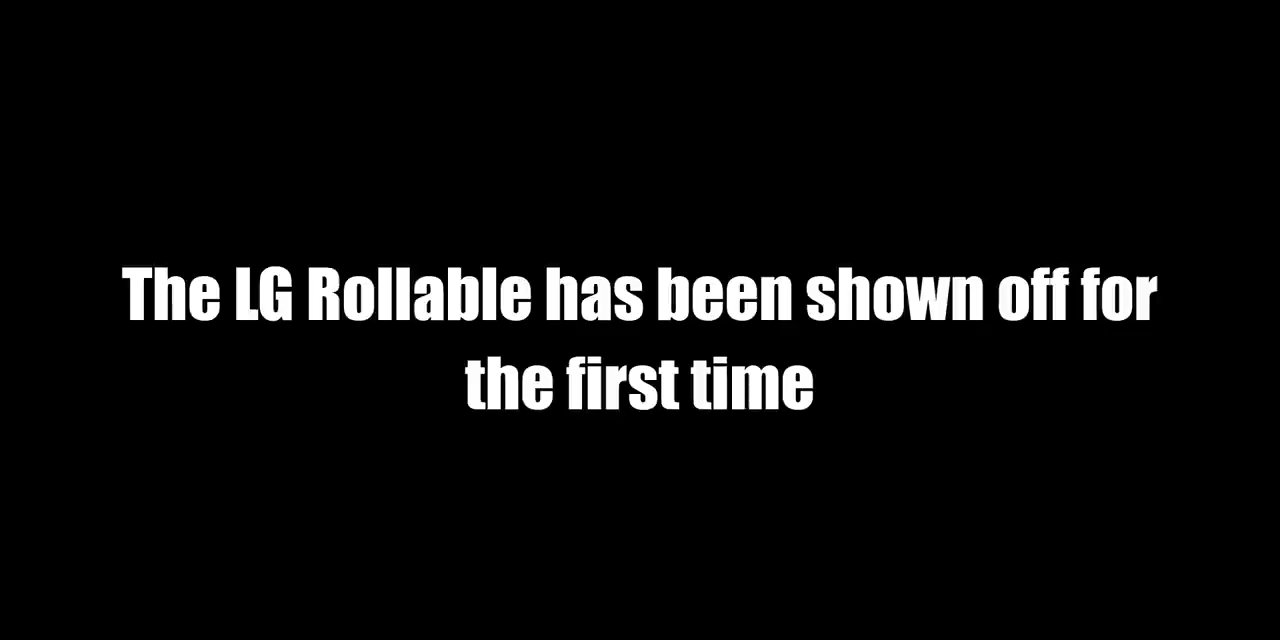 The LG Rollable has been shown off for
the first time